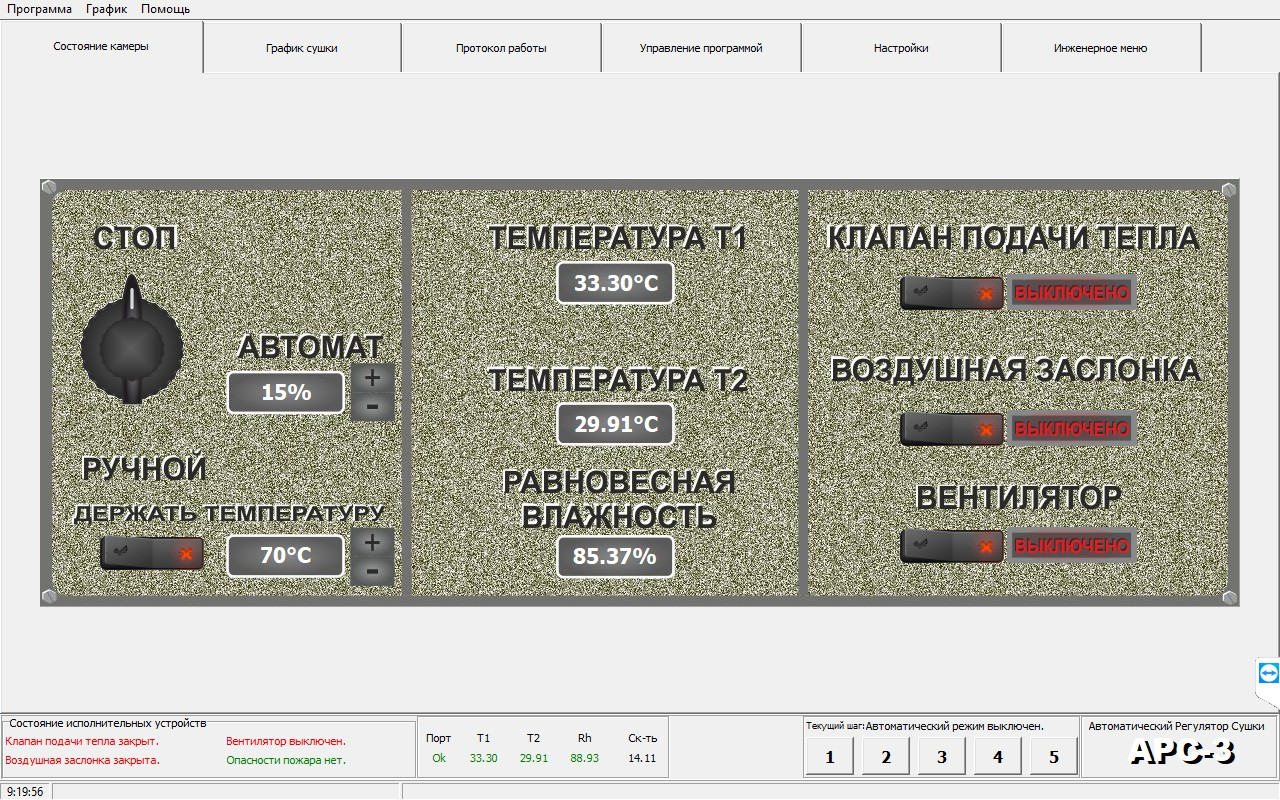 Программа График Помощь
Состояние камеры График сушки Протокол работы Управление программой Настройки Инженерное меню
СТОП
АВТОМАТ
15%
+
-
РУЧНОЙ
ДЕРЖАТЬ ТЕМПЕРАТУРУ
70°C
+
-
ТЕМПЕРАТУРА Т1
33.30°C
ТЕМПЕРАТУРА Т2
29.91°C
РАВНОВЕСНАЯ
ВЛАЖНОСТЬ
85.37%
КЛАПАН ПОДАЧИ ТЕПЛА
ВЫКЛЮЧЕНО
ВОЗДУШНАЯ ЗАСЛОНКА
ВЫКЛЮЧЕНО
ВЕНТИЛЯТОР
ВЫКЛЮЧЕНО
Состояние исполнительных устройств
Клапан подачи тепла закрыт. Вентилятор выключен.
Воздушная заслонка закрыта. Опасности пожара нет.
Порт Т1 Т2 Rh Ск-ть
Ok 33.30 29.91 88.93 14.11
Текущий шаг: Автоматический режим выключен.
1 2 3 4 5
Автоматический Регулятор Сушки
АРС-3
9:19:56